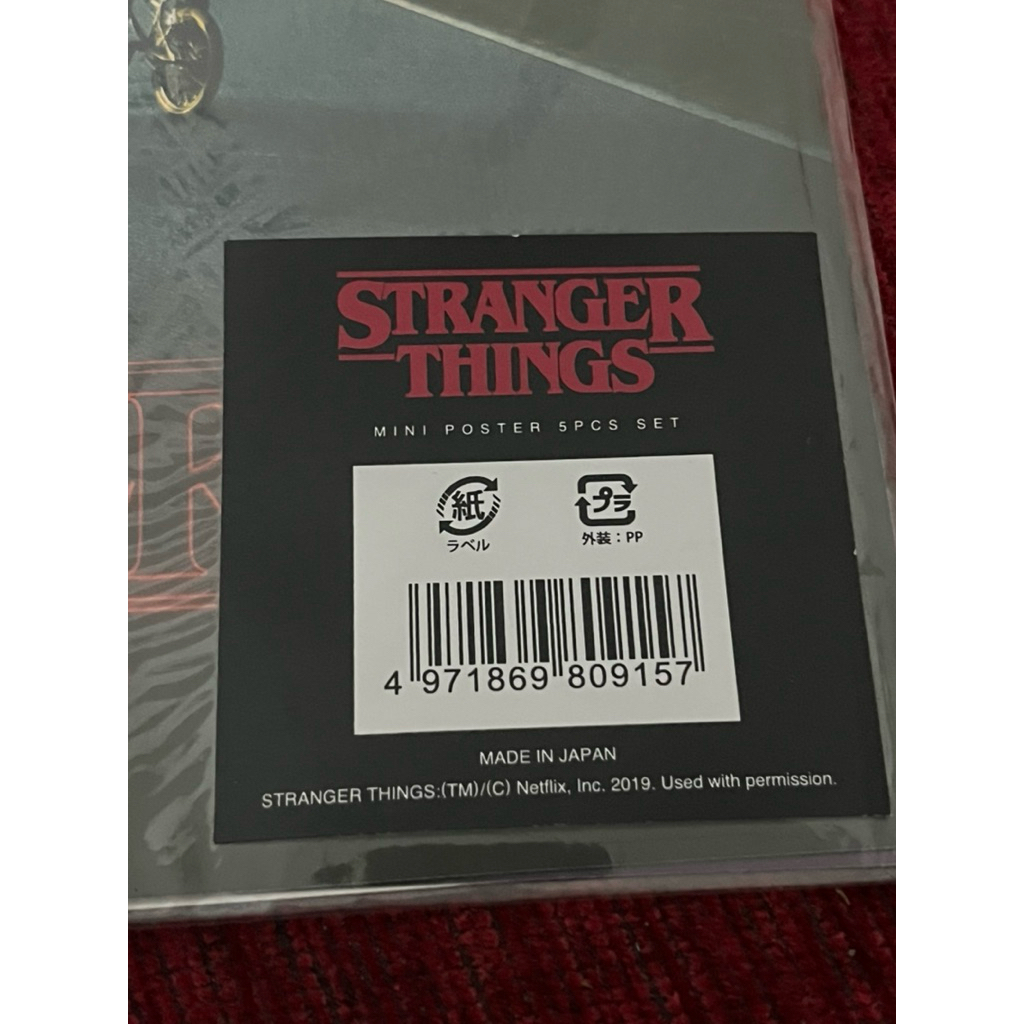 STRANGER
THINGS
MINI POSTER 5PCS SET
紙
プラ
ラベル
外装：PP
4 971869 809157
MADE IN JAPAN
STRANGER THINGS:(TM)/(C) Netflix, Inc. 2019. Used with permission.